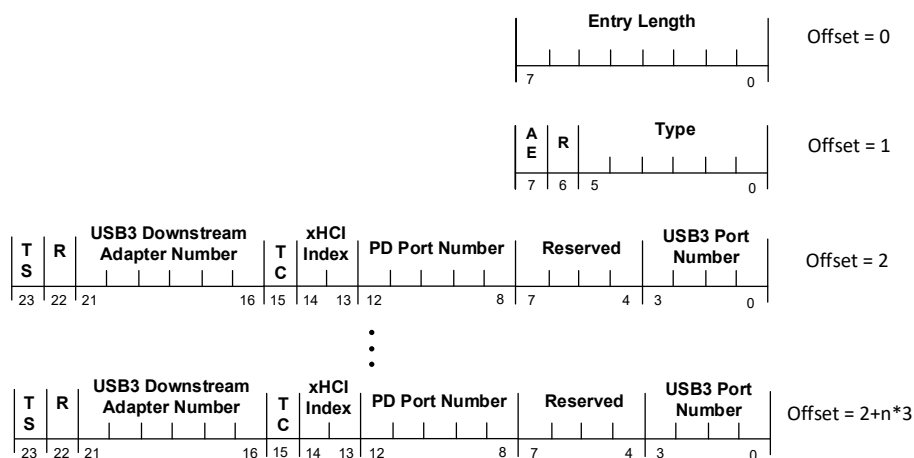 Entry Length
Offset = 0
7 0
A
E
R
Type
Offset = 1
7 6 5 0
T
S
R
USB3 Downstream
Adapter Number
T
C
xHCI
Index
PD Port Number
Reserved
USB3 Port
Number
Offset = 2
23 22 21 16 15 14 13 12 8 7 4 3 0
T
S
R
USB3 Downstream
Adapter Number
T
C
xHCI
Index
PD Port Number
Reserved
USB3 Port
Number
Offset = 2+n*3
23 22 21 16 15 14 13 12 8 7 4 3 0